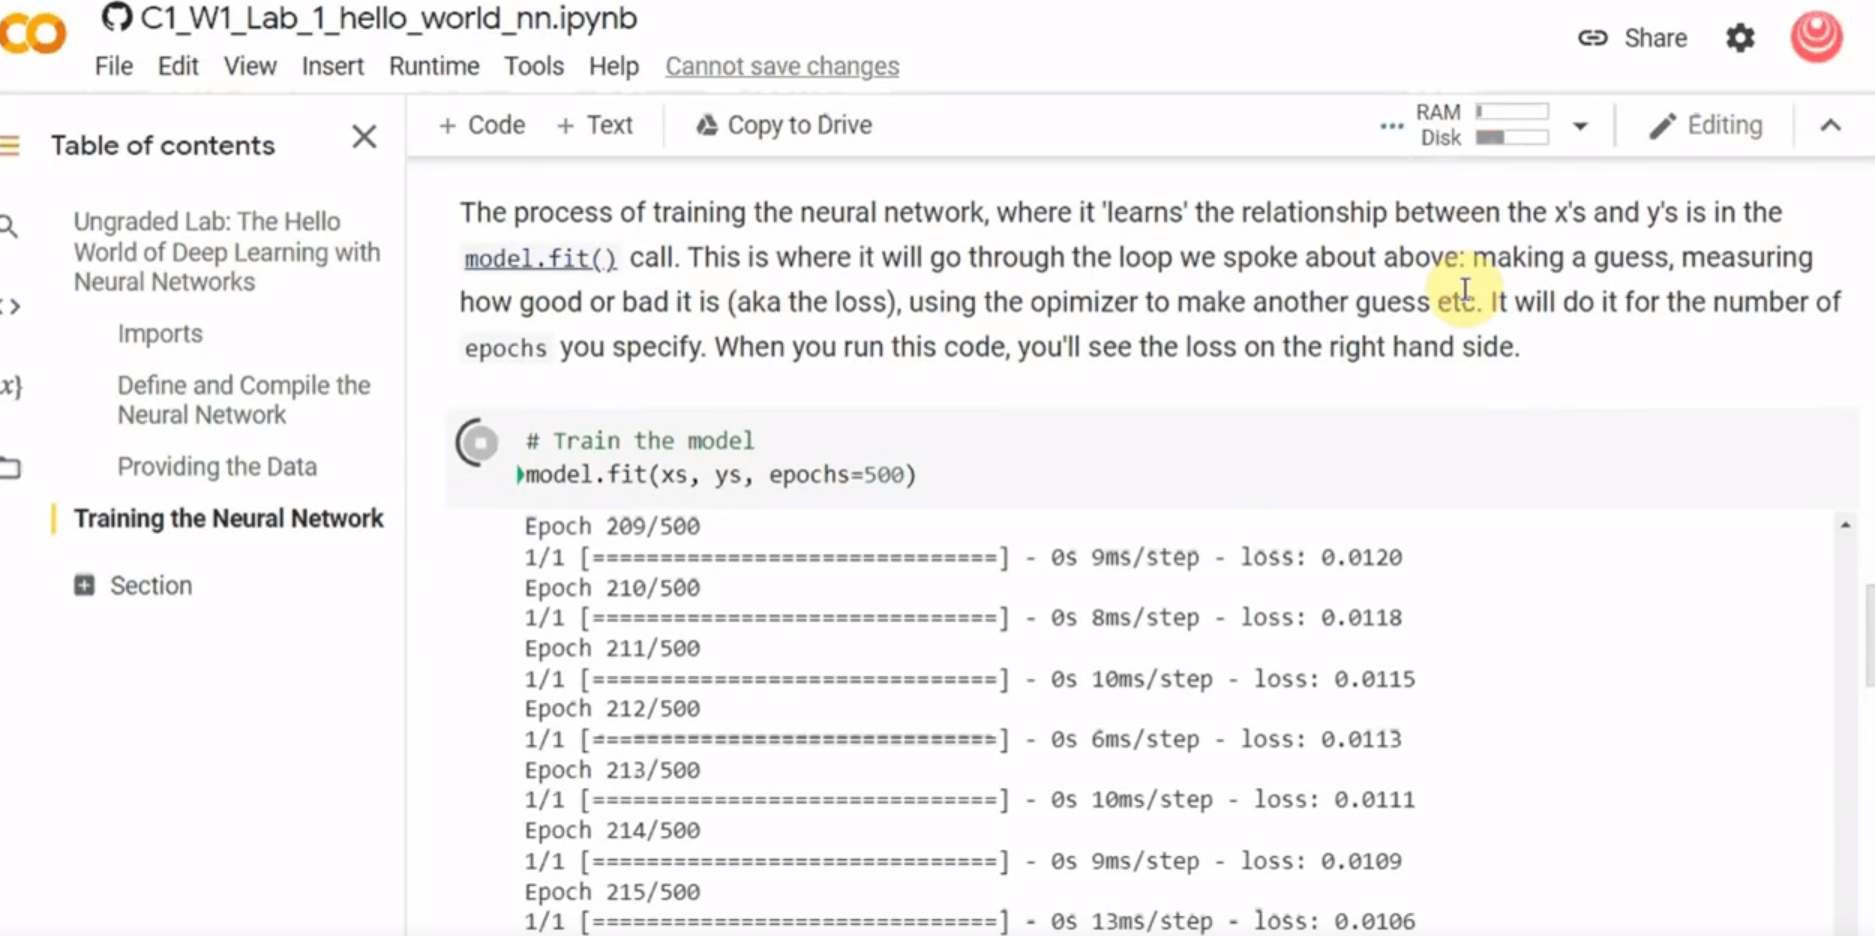 C1_W1_Lab_1_hello_world_nn.ipynb
File Edit View Insert Runtime Tools Help Cannot save changes
Share
Table of contents
Ungraded Lab: The Hello
World of Deep Learning with
Neural Networks
Imports
Define and Compile the
Neural Network
Providing the Data
Training the Neural Network
Section
+ Code + Text Copy to Drive
RAM
Disk
Editing
The process of training the neural network, where it 'learns' the relationship between the x's and y's is in the
model.fit() call. This is where it will go through the loop we spoke about above: making a guess, measuring
how good or bad it is (aka the loss), using the opimizer to make another guess etc. It will do it for the number of
epochs you specify. When you run this code, you'll see the loss on the right hand side.
# Train the model
model.fit(xs, ys, epochs=500)
Epoch 209/500
1/1 [==============================] - 0s 9ms/step - loss: 0.0120
Epoch 210/500
1/1 [==============================] - 0s 8ms/step - loss: 0.0118
Epoch 211/500
1/1 [==============================] - 0s 10ms/step - loss: 0.0115
Epoch 212/500
1/1 [==============================] - 0s 6ms/step - loss: 0.0113
Epoch 213/500
1/1 [==============================] - 0s 10ms/step - loss: 0.0111
Epoch 214/500
1/1 [==============================] - 0s 9ms/step - loss: 0.0109
Epoch 215/500
1/1 [==============================] - 0s 13ms/step - loss: 0.0106